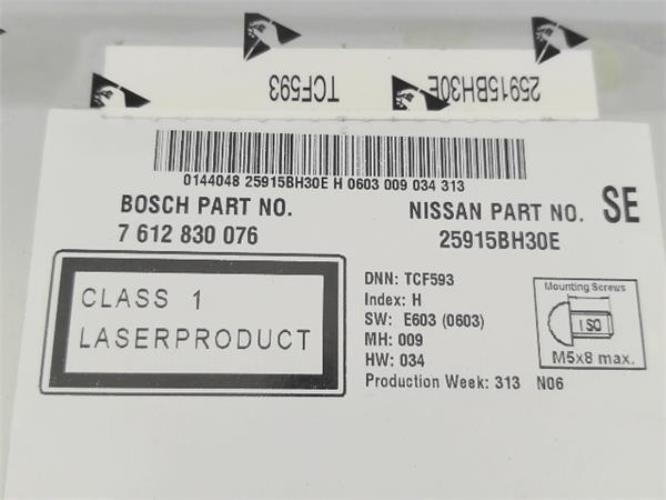 TCF593
25915BH30E
0144048 25915BH30E H 0603 009 034 313
BOSCH PART NO.
7 612 830 076
NISSAN PART NO.
25915BH30E
SE
CLASS 1
LASERPRODUCT
DNN: TCF593
Index: H
SW: E603 (0603)
MH: 009
HW: 034
Production Week: 313 N06
Mounting Screws
ISO
M5x8 max.